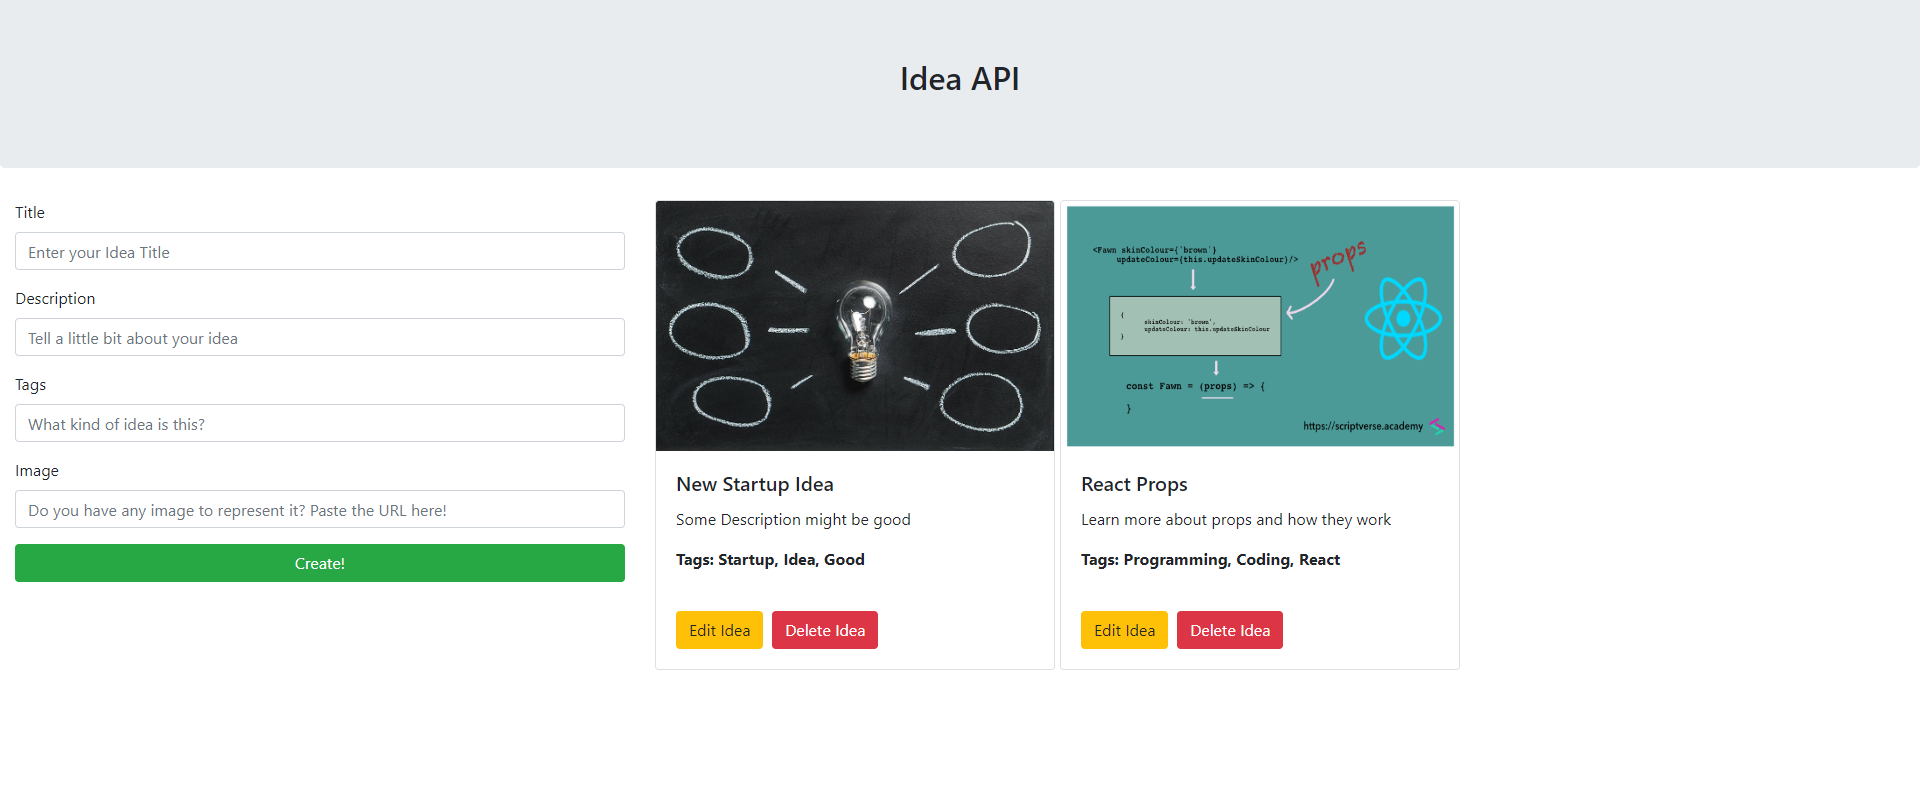 Idea API
Title
Enter your Idea Title
Description
Tell a little bit about your idea
Tags
What kind of idea is this?
Image
Do you have any image to represent it? Paste the URL here!
Create!
New Startup Idea
Some Description might be good
Tags: Startup, Idea, Good
Edit Idea Delete Idea
<Fawn skinColour={'brown'}
updateColour={this.updateSkinColour}/>
props
{
skinColour: 'brown',
updateColour: this.updateSkinColour
}
const Fawn = (props) => {
}
https://scriptverse.academy
React Props
Learn more about props and how they work
Tags: Programming, Coding, React
Edit Idea Delete Idea